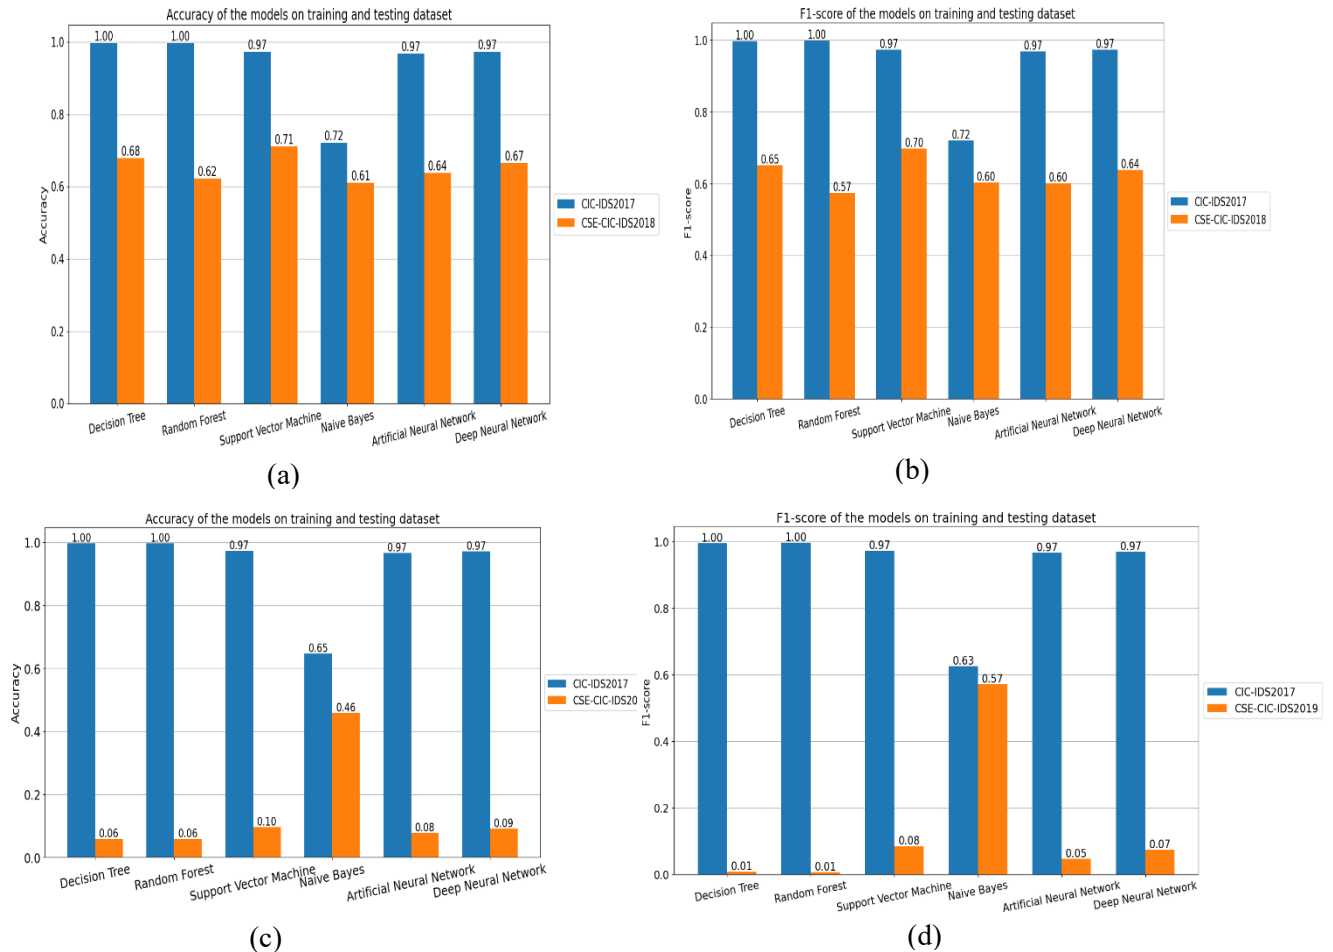 Accuracy of the models on training and testing dataset
1.00
1.00
0.97
0.97
0.97
0.72
0.68
0.62
0.71
0.61
0.64
0.67
1.0
0.8
0.6
0.4
0.2
0.0
Accuracy
CIC-IDS2017
CSE-CIC-IDS2018
Decision Tree
Random Forest
Support Vector Machine
Naive Bayes
Artificial Neural Network
Deep Neural Network
(a)
F1-score of the models on training and testing dataset
1.00
1.00
0.97
0.97
0.97
0.72
0.65
0.57
0.70
0.60
0.60
0.64
1.0
0.8
0.6
0.4
0.2
0.0
F1-score
CIC-IDS2017
CSE-CIC-IDS2018
Decision Tree
Random Forest
Support Vector Machine
Naive Bayes
Artificial Neural Network
Deep Neural Network
(b)
Accuracy of the models on training and testing dataset
1.00
1.00
0.97
0.97
0.97
0.65
0.46
0.06
0.06
0.10
0.08
0.09
1.0
0.8
0.6
0.4
0.2
0.0
Accuracy
CIC-IDS2017
CSE-CIC-IDS20
Decision Tree
Random Forest
Support Vector Machine
Naive Bayes
Artificial Neural Network
Deep Neural Network
(c)
F1-score of the models on training and testing dataset
1.00
1.00
0.97
0.97
0.97
0.63
0.57
0.01
0.01
0.08
0.05
0.07
1.0
0.8
0.6
0.4
0.2
0.0
F1-score
CIC-IDS2017
CSE-CIC-IDS2019
Decision Tree
Random Forest
Support Vector Machine
Naive Bayes
Artificial Neural Network
Deep Neural Network
(d)